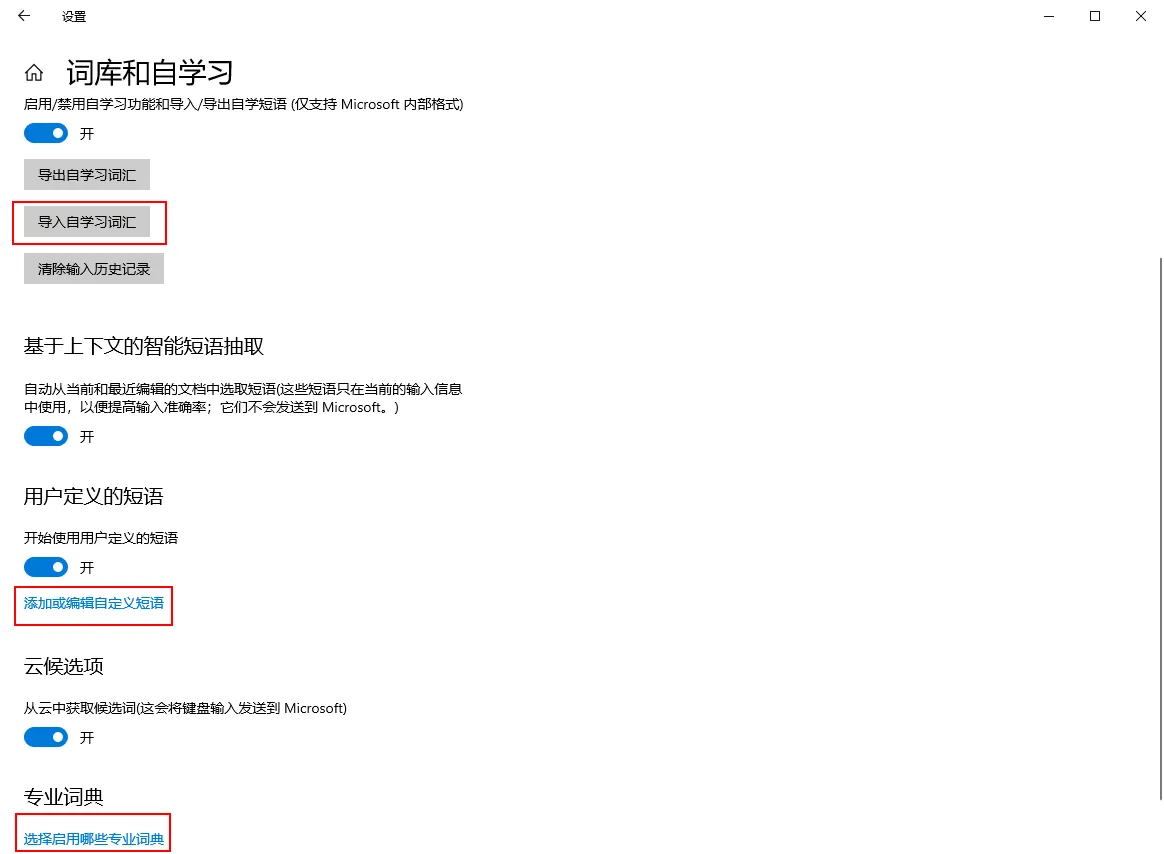 设置
词库和自学习
启用/禁用自学习功能和导入/导出自学短语 (仅支持 Microsoft 内部格式)
开
导出自学习词汇
导入自学习词汇
清除输入历史记录
基于上下文的智能短语抽取
自动从当前和最近编辑的文档中选取短语(这些短语只在当前的输入信息
中使用，以便提高输入准确率；它们不会发送到 Microsoft。)
开
用户定义的短语
开始使用用户定义的短语
开
添加或编辑自定义短语
云候选项
从云中获取候选词(这会将键盘输入发送到 Microsoft)
开
专业词典
选择启用哪些专业词典